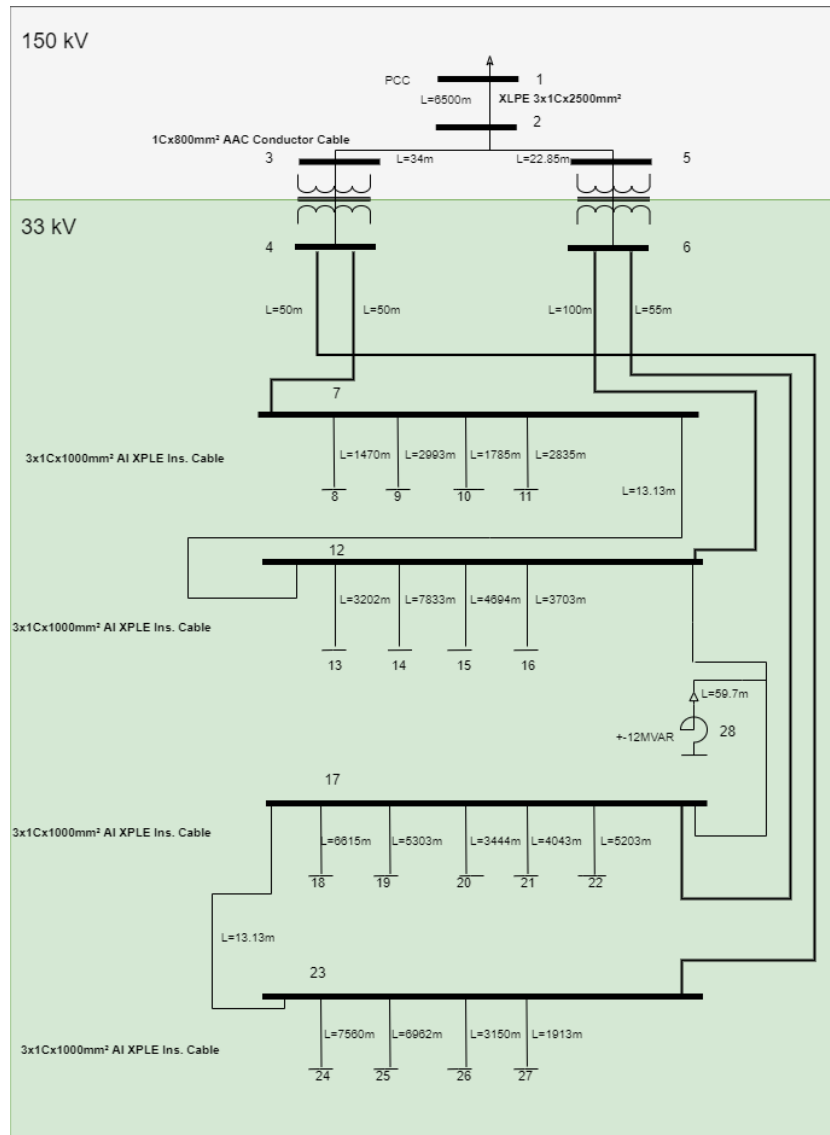 150 kV
PCC
1
L=6500m
XLPE 3x1Cx2500mm²
2
1Cx800mm² AAC Conductor Cable
3
L=34m
L=22.85m
5
33 kV
4
6
L=50m
L=50m
L=100m
L=55m
7
3x1Cx1000mm² Al XPLE Ins. Cable
L=1470m
L=2993m
L=1785m
L=2835m
L=13.13m
8
9
10
11
12
3x1Cx1000mm² Al XPLE Ins. Cable
L=3202m
L=7833m
L=4694m
L=3703m
13
14
15
16
L=59.7m
+-12MVAR
28
17
3x1Cx1000mm² Al XPLE Ins. Cable
L=6615m
L=5303m
L=3444m
L=4043m
L=5203m
18
19
20
21
22
L=13.13m
23
3x1Cx1000mm² Al XPLE Ins. Cable
L=7560m
L=6962m
L=3150m
L=1913m
24
25
26
27